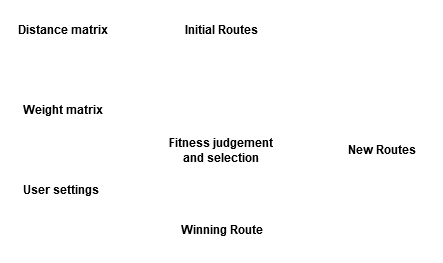 Distance matrix
Initial Routes
Weight matrix
Fitness judgement
and selection
New Routes
User settings
Winning Route